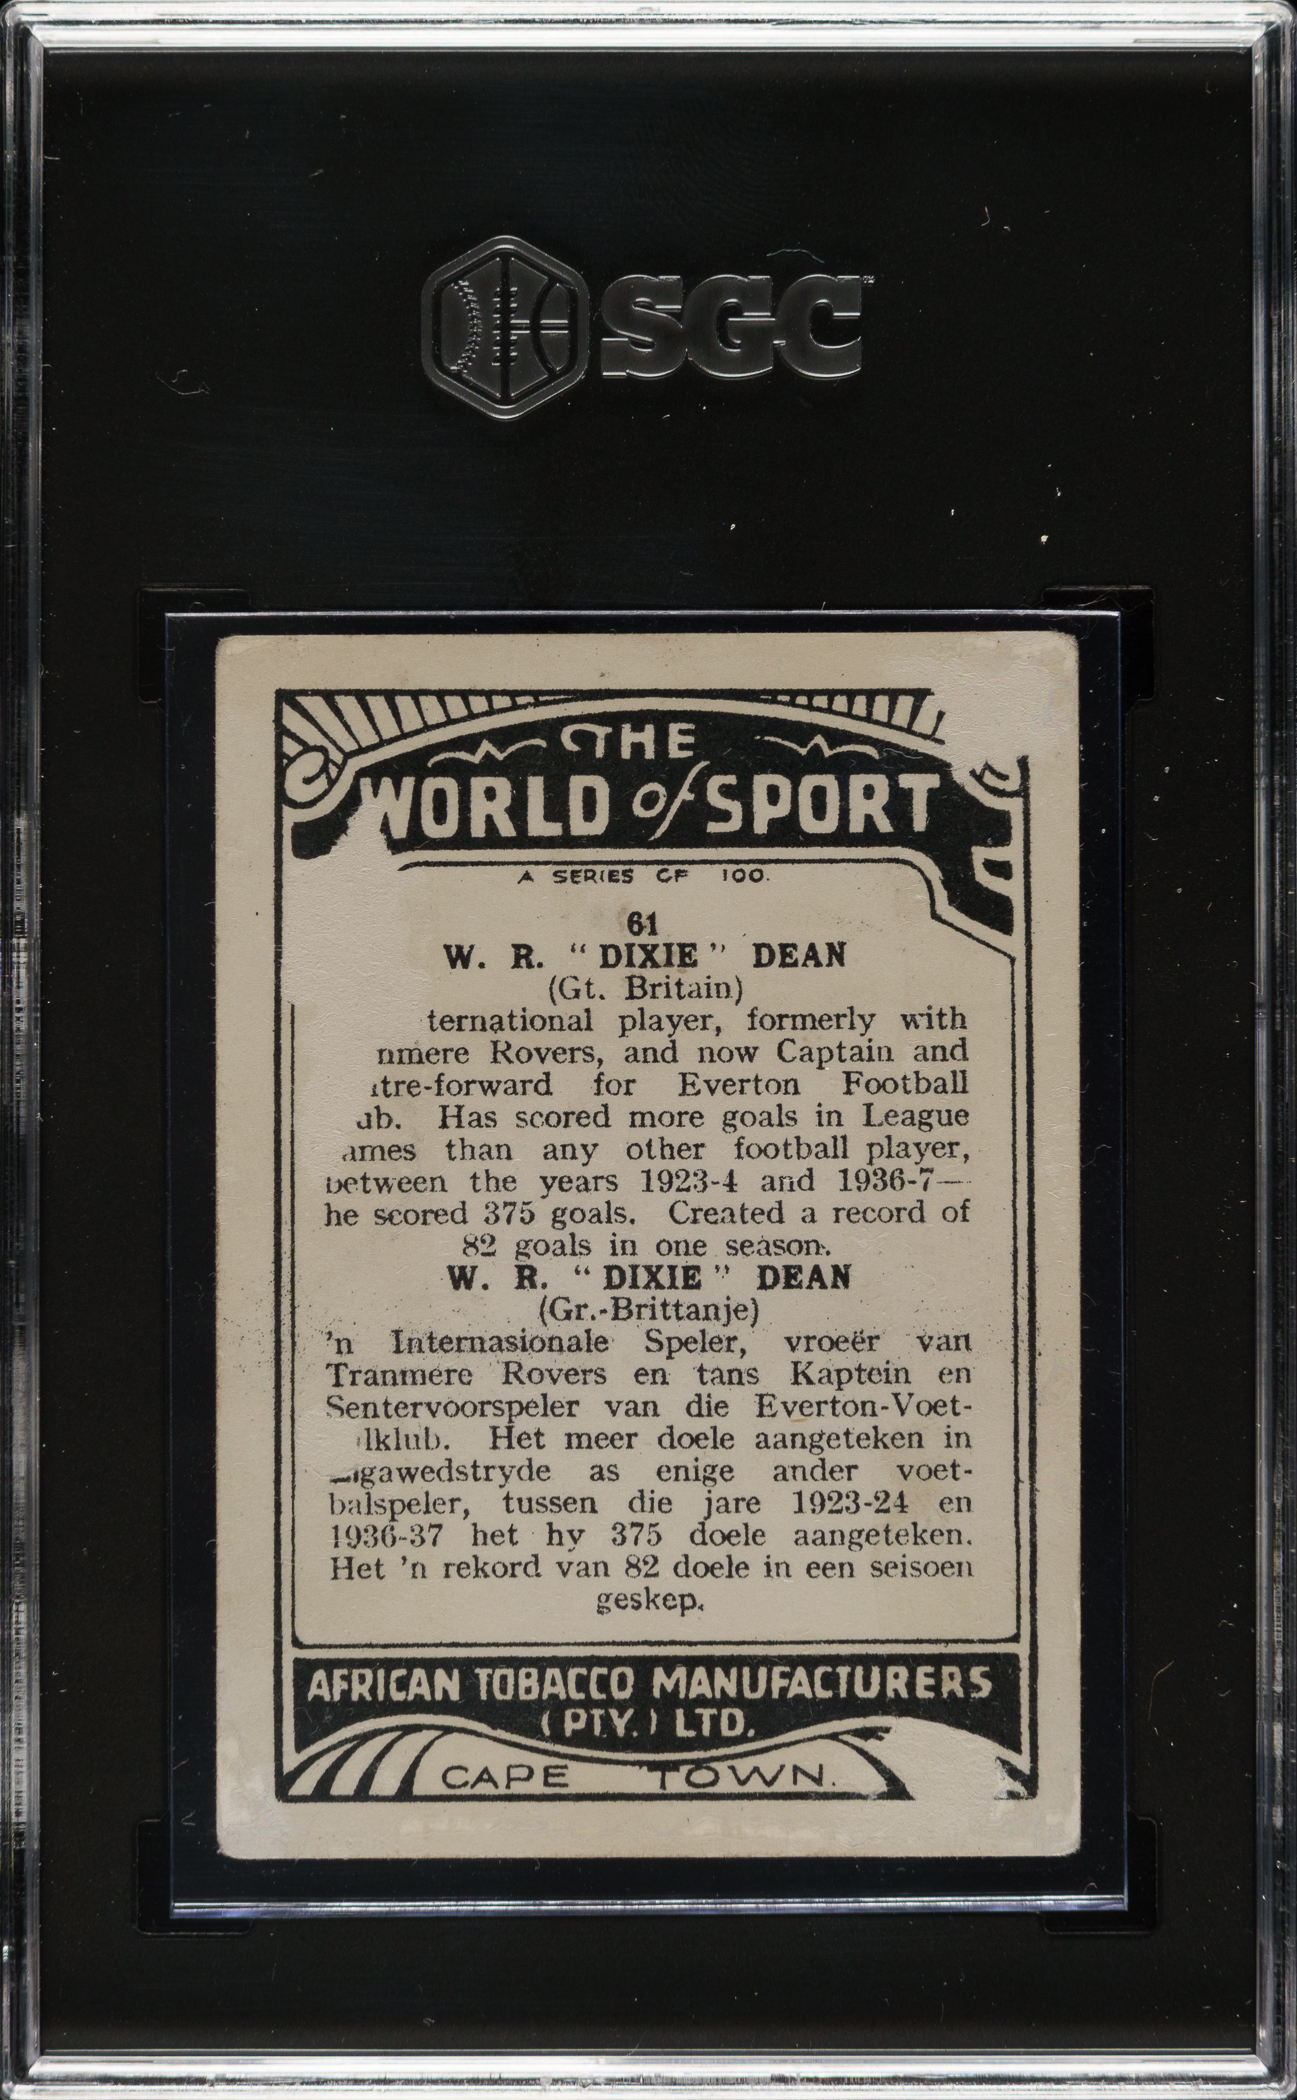 SGC
THE
WORLD of SPORT
A SERIES OF 100.
61
W. R. "DIXIE" DEAN
(Gt. Britain)
ternational player, formerly with
nmere Rovers, and now Captain and
tre-forward for Everton Football
ub. Has scored more goals in League
ames than any other football player,
between the years 1923-4 and 1936-7—
he scored 375 goals. Created a record of
82 goals in one season.
W. R. "DIXIE" DEAN
(Gr.-Brittanje)
'n Internasionale Speler, vroeër van
Tranmere Rovers en tans Kaptein en
Sentervoorspeler van die Everton-Voet-
lklub. Het meer doele aangeteken in
igawedstryde as enige ander voet-
balspeler, tussen die jare 1923-24 en
1936-37 het hy 375 doele aangeteken.
Het 'n rekord van 82 doele in een seisoen
geskep.
AFRICAN TOBACCO MANUFACTURERS
(PTY.) LTD.
CAPE TOWN.